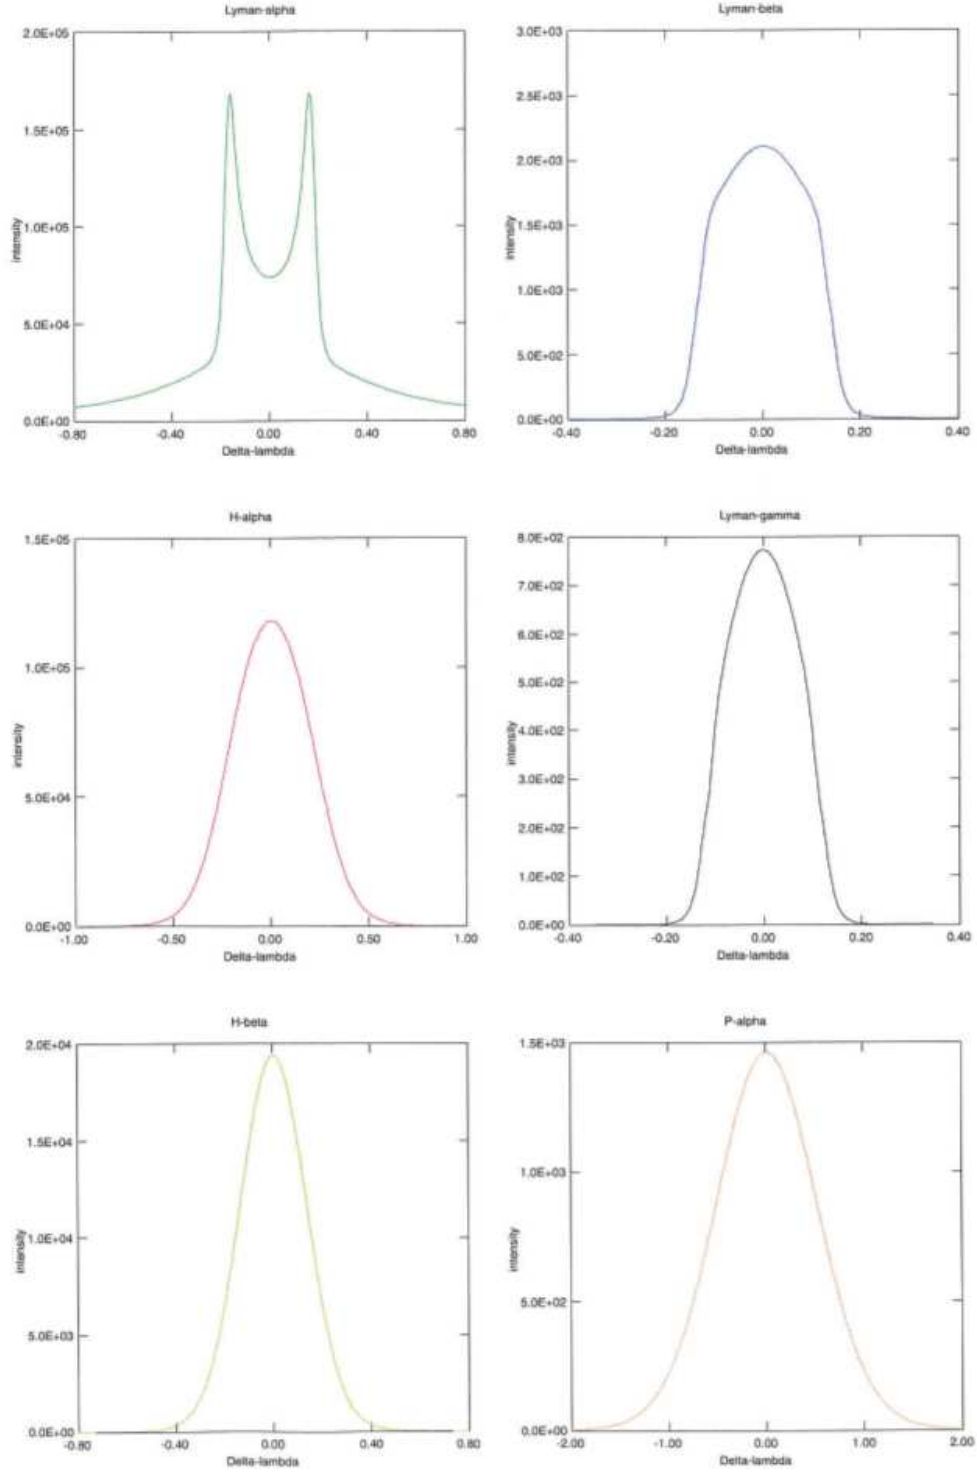 Lyman-alpha
2.0E+05
1.5E+05
1.0E+05
5.0E+04
0.0E+00
-0.80 -0.40 0.00 0.40 0.80
Delta-lambda
intensity
Lyman-beta
3.0E+03
2.5E+03
2.0E+03
1.5E+03
1.0E+03
5.0E+02
0.0E+00
-0.40 -0.20 0.00 0.20 0.40
Delta-lambda
intensity
H-alpha
1.5E+05
1.0E+05
5.0E+04
0.0E+00
-1.00 -0.50 0.00 0.50 1.00
Delta-lambda
intensity
Lyman-gamma
8.0E+02
7.0E+02
6.0E+02
5.0E+02
4.0E+02
3.0E+02
2.0E+02
1.0E+02
0.0E+00
-0.40 -0.20 0.00 0.20 0.40
Delta-lambda
intensity
H-beta
2.0E+04
1.5E+04
1.0E+04
5.0E+03
0.0E+00
-0.80 -0.40 0.00 0.40 0.80
Delta-lambda
intensity
P-alpha
1.5E+03
1.0E+03
5.0E+02
0.0E+00
-2.00 -1.00 0.00 1.00 2.00
Delta-lambda
intensity